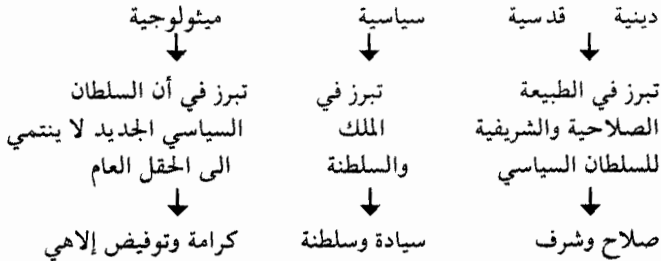 دينية قدسية سياسية ميثولوجية
تبرز في الطبيعة تبرز في تبرز في أن السلطان
الصلاحية والشريفية الملك السياسي الجديد لا ينتمي
للسلطان السياسي والسلطنة الى الحقل العام
صلاح وشرف سيادة وسلطنة كرامة وتوفيض إلاهي